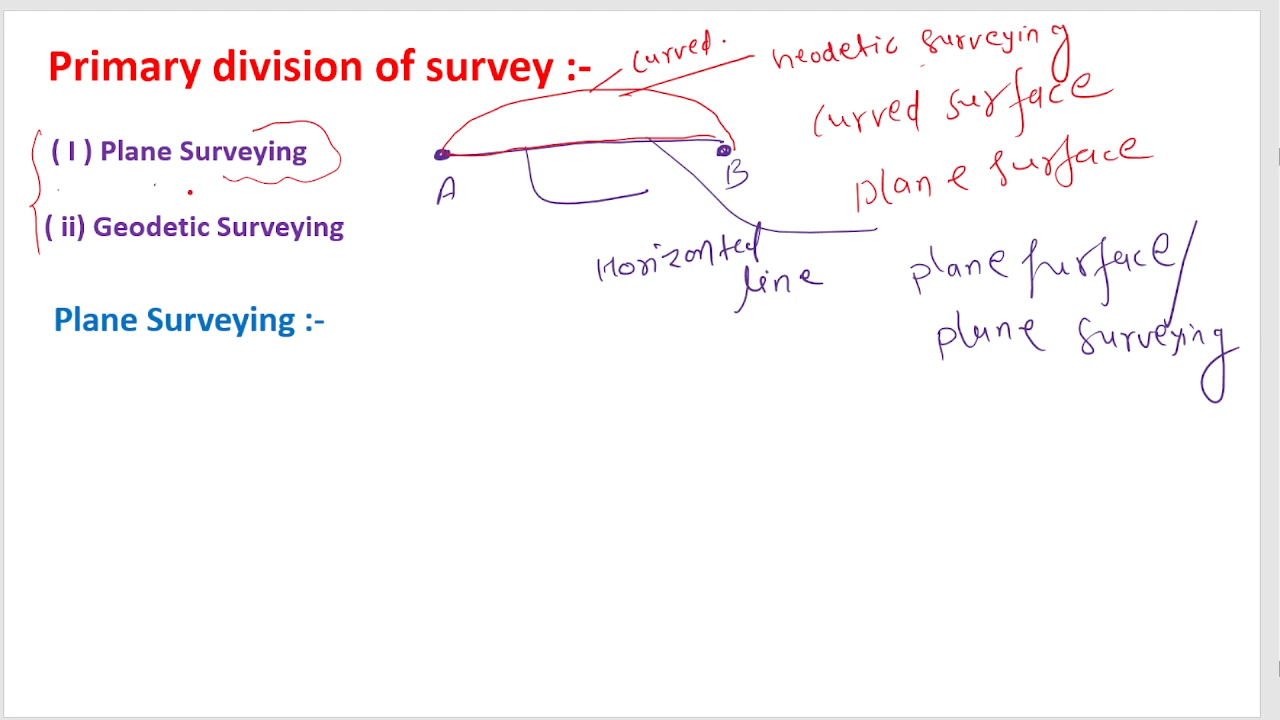 Primary division of survey :-
( I ) Plane Surveying
( ii) Geodetic Surveying
Plane Surveying :-
curved.
heodetic surveying
curved surface
plane surface
A
B
Horizontal
line
plane surface/
plane surveying